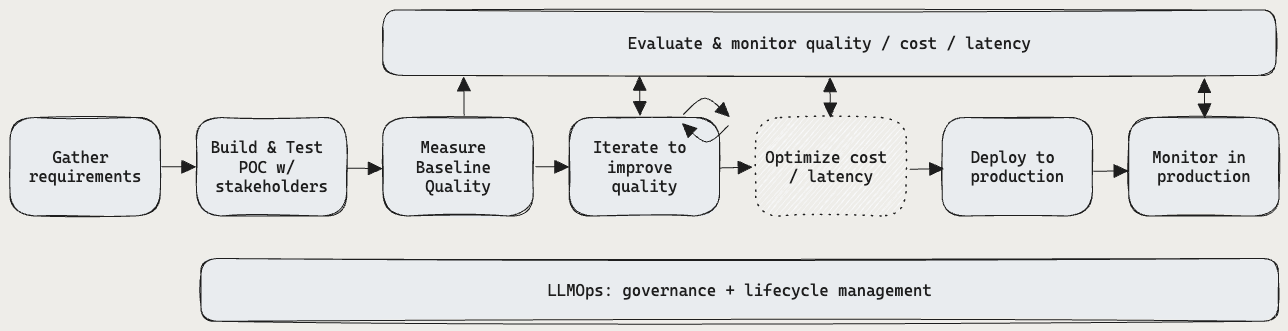 Evaluate & monitor quality / cost / latency
Gather
requirements
Build & Test
POC w/
stakeholders
Measure
Baseline
Quality
Iterate to
improve
quality
Optimize cost
/ latency
Deploy to
production
Monitor in
production
LLMOps: governance + lifecycle management